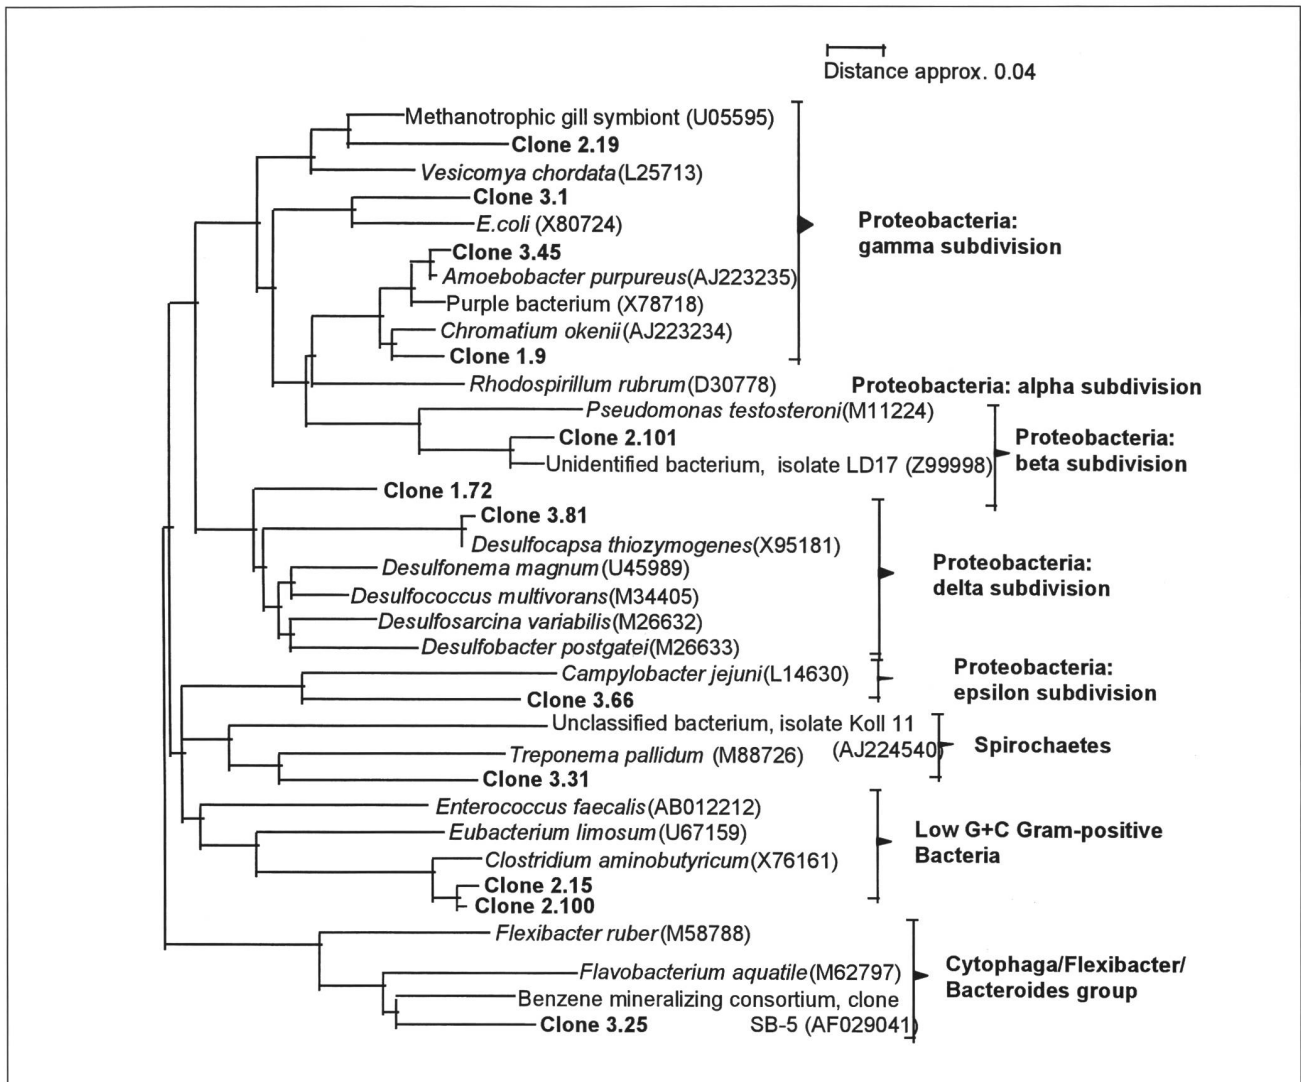 Distance approx. 0.04
Methanotrophic gill symbiont (U05595)
Clone 2.19
Vesicomya chordata(L25713)
Clone 3.1
E.coli (X80724)
Proteobacteria:
gamma subdivision
Clone 3.45
Amoebobacter purpureus(AJ223235)
Purple bacterium (X78718)
Chromatium okenii(AJ223234)
Clone 1.9
Rhodospirillum rubrum(D30778)
Proteobacteria: alpha subdivision
Pseudomonas testosteroni(M11224)
Clone 2.101
Unidentified bacterium, isolate LD17 (Z99998)
Proteobacteria:
beta subdivision
Clone 1.72
Clone 3.81
Desulfocapsa thiozymogenes(X95181)
Desulfonema magnum(U45989)
Desulfococcus multivorans(M34405)
Desulfosarcina variabilis(M26632)
Desulfobacter postgatei(M26633)
Proteobacteria:
delta subdivision
Campylobacter jejuni(L14630)
Clone 3.66
Proteobacteria:
epsilon subdivision
Unclassified bacterium, isolate Koll 11
(AJ224540)
Treponema pallidum (M88726)
Clone 3.31
Spirochaetes
Enterococcus faecalis(AB012212)
Eubacterium limosum(U67159)
Clostridium aminobutyricum(X76161)
Clone 2.15
Clone 2.100
Low G+C Gram-positive
Bacteria
Flexibacter ruber(M58788)
Flavobacterium aquatile(M62797)
Benzene mineralizing consortium, clone
SB-5 (AF029041)
Clone 3.25
Cytophaga/Flexibacter/
Bacteroides group